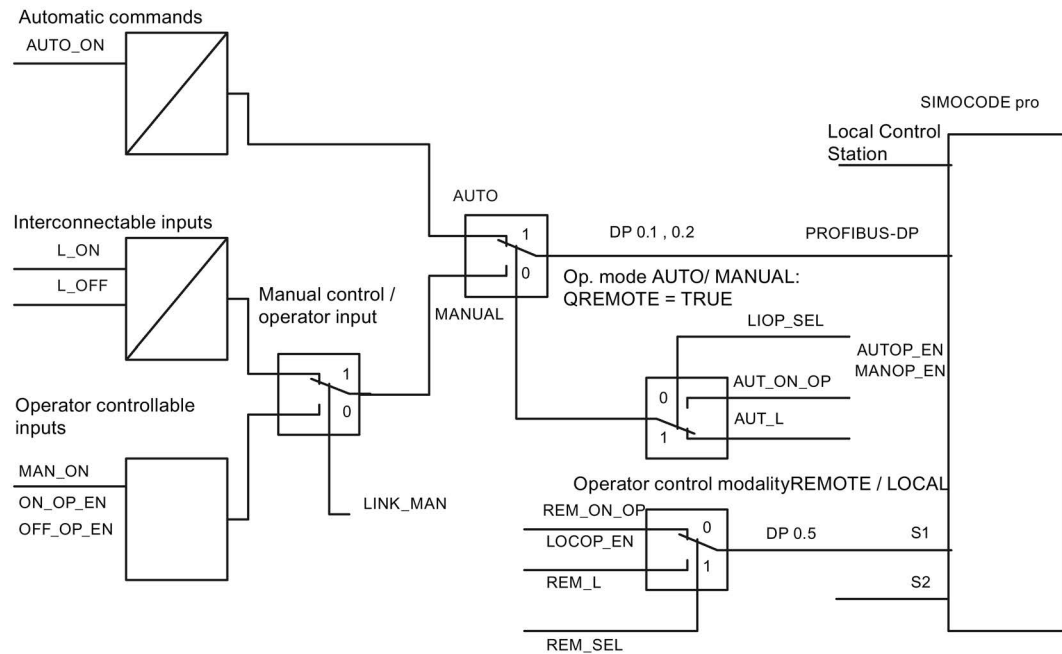 Automatic commands
AUTO_ON
SIMOCODE pro
Local Control
Station
AUTO
Interconnectable inputs
L_ON
L_OFF
1
0
DP 0.1 , 0.2
PROFIBUS-DP
Op. mode AUTO/ MANUAL:
QREMOTE = TRUE
Manual control /
operator input
MANUAL
LIOP_SEL
AUTOP_EN
MANOP_EN
1
0
0
1
AUT_ON_OP
AUT_L
Operator controllable
inputs
MAN_ON
ON_OP_EN
OFF_OP_EN
LINK_MAN
Operator control modalityREMOTE / LOCAL
REM_ON_OP
LOCOP_EN
REM_L
0
1
DP 0.5
S1
S2
REM_SEL